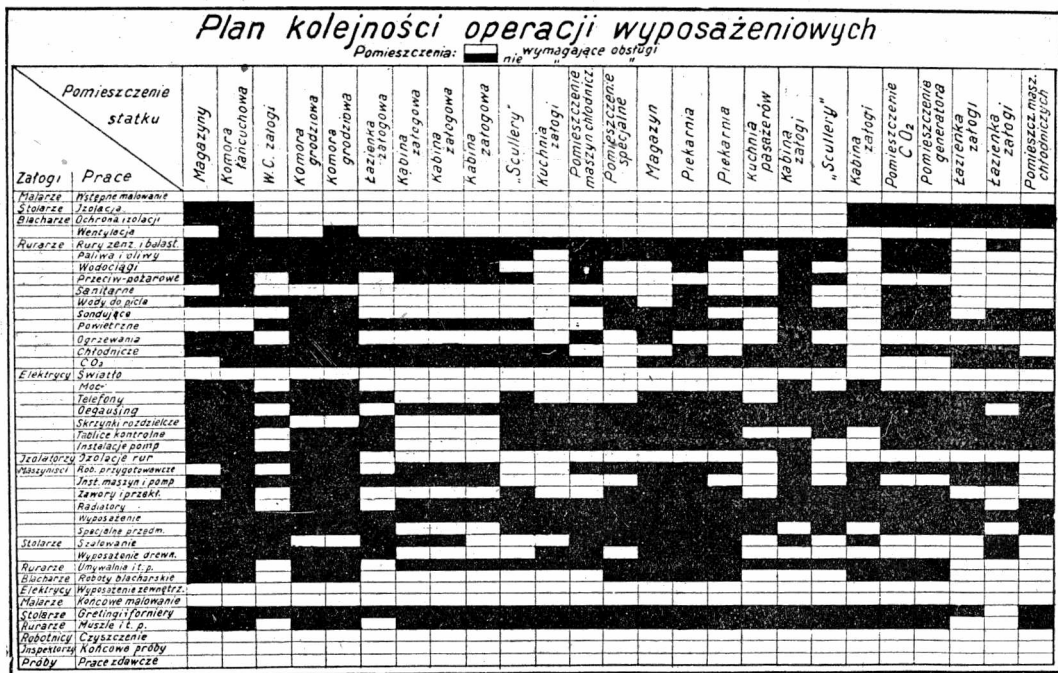 Plan kolejności operacji wyposażeniowych
Pomieszczenia: wymagające obsługi
nie " "
Pomieszczenie statku
Załogi Prace
Magazyny
Komora łańcuchowa
W.C. załogi
Komora grodziowa
Komora grodziowa
Łazienka załogowa
Kabina załogowa
Kabina załogowa
Kabina załogowa
„Scullery"
Kuchnia załogi
Pomieszczenie maszyn chłodnicz.
Pomieszczenie specjalne
Magazyn
Piekarnia
Piekarnia
Kuchnia pasażerów
Kabina załogi
„Scullery"
Kabina załogi
Pomieszczenie CO₂
Pomieszczenie generatora
Łazienka załogi
Łazienka załogi
Pomieszcz. masz. chłodniczych
Malarze Wstępne malowanie
Stolarze Izolacja
Blacharze Ochrona izolacji
Wentylacja
Rurarze Rury zenz. i balast.
Paliwa i oliwy
Wodociągi
Przeciw-pożarowe
Sanitarne
Wody do picia
Sondujące
Powietrzne
Ogrzewania
Chłodnicze
CO₂
Elektrycy Światło
Moc-
Telefony
Degausing
Skrzynki rozdzielcze
Tablice kontrolne
Instalacje pomp
Izolatorzy Izolacje rur
Maszyniści Rob. przygotowawcze
Inst. maszyn i pomp
Zawory i przekł.
Radiatory
Wyposażenie
Specjalne przedm.
Stolarze Szalowanie
Wyposażenie drewn.
Rurarze Umywalnie i t. p.
Blacharze Roboty blacharskie
Elektrycy Wyposażenie zewnętrz.
Malarze Końcowe malowanie
Stolarze Gretingi i forniery
Rurarze Muszle i t. p.
Robotnicy Czyszczenie
Inspektorzy Końcowe próby
Próby Prace zdawcze